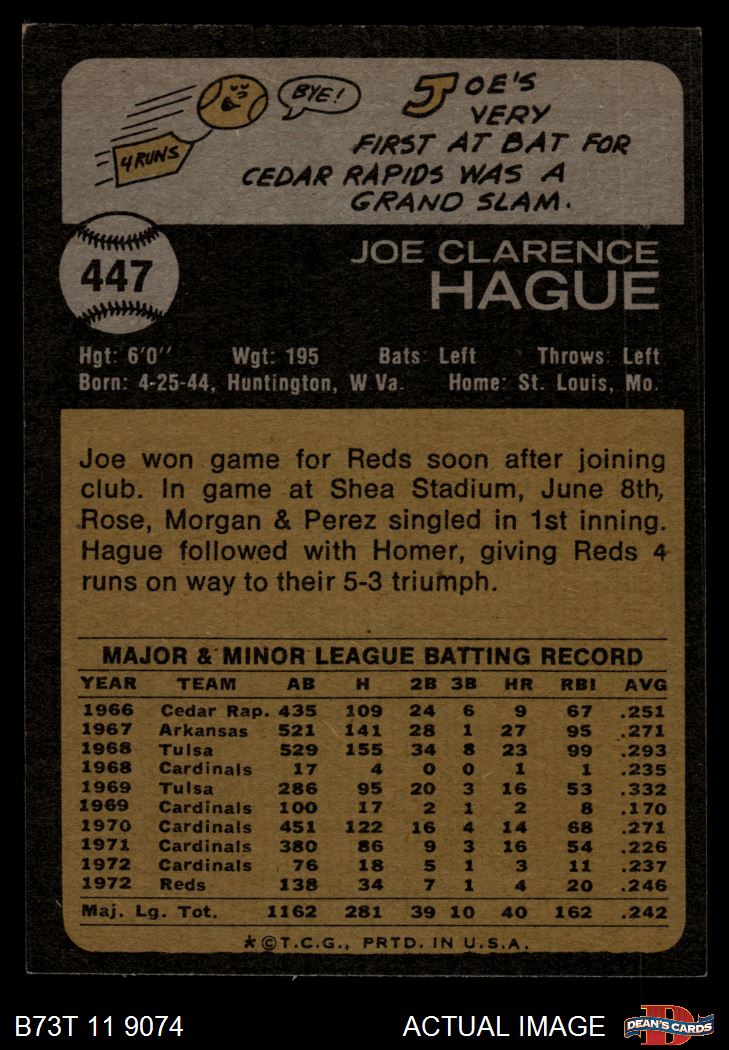 4 RUNS
BYE!
JOE'S
VERY
FIRST AT BAT FOR
CEDAR RAPIDS WAS A
GRAND SLAM.
447
JOE CLARENCE
HAGUE
Hgt: 6'0" Wgt: 195 Bats: Left Throws: Left
Born: 4-25-44, Huntington, W Va. Home: St. Louis, Mo.
Joe won game for Reds soon after joining
club. In game at Shea Stadium, June 8th,
Rose, Morgan & Perez singled in 1st inning.
Hague followed with Homer, giving Reds 4
runs on way to their 5-3 triumph.
MAJOR & MINOR LEAGUE BATTING RECORD
YEAR TEAM AB H 2B 3B HR RBI AVG
1966 Cedar Rap. 435 109 24 6 9 67 .251
1967 Arkansas 521 141 28 1 27 95 .271
1968 Tulsa 529 155 34 8 23 99 .293
1968 Cardinals 17 4 0 0 1 1 .235
1969 Tulsa 286 95 20 3 16 53 .332
1969 Cardinals 100 17 2 1 2 8 .170
1970 Cardinals 451 122 16 4 14 68 .271
1971 Cardinals 380 86 9 3 16 54 .226
1972 Cardinals 76 18 5 1 3 11 .237
1972 Reds 138 34 7 1 4 20 .246
Maj. Lg. Tot. 1162 281 39 10 40 162 .242
*©T.C.G., PRTD. IN U.S.A.
B73T 11 9074 ACTUAL IMAGE
D
DEAN'S CARDS